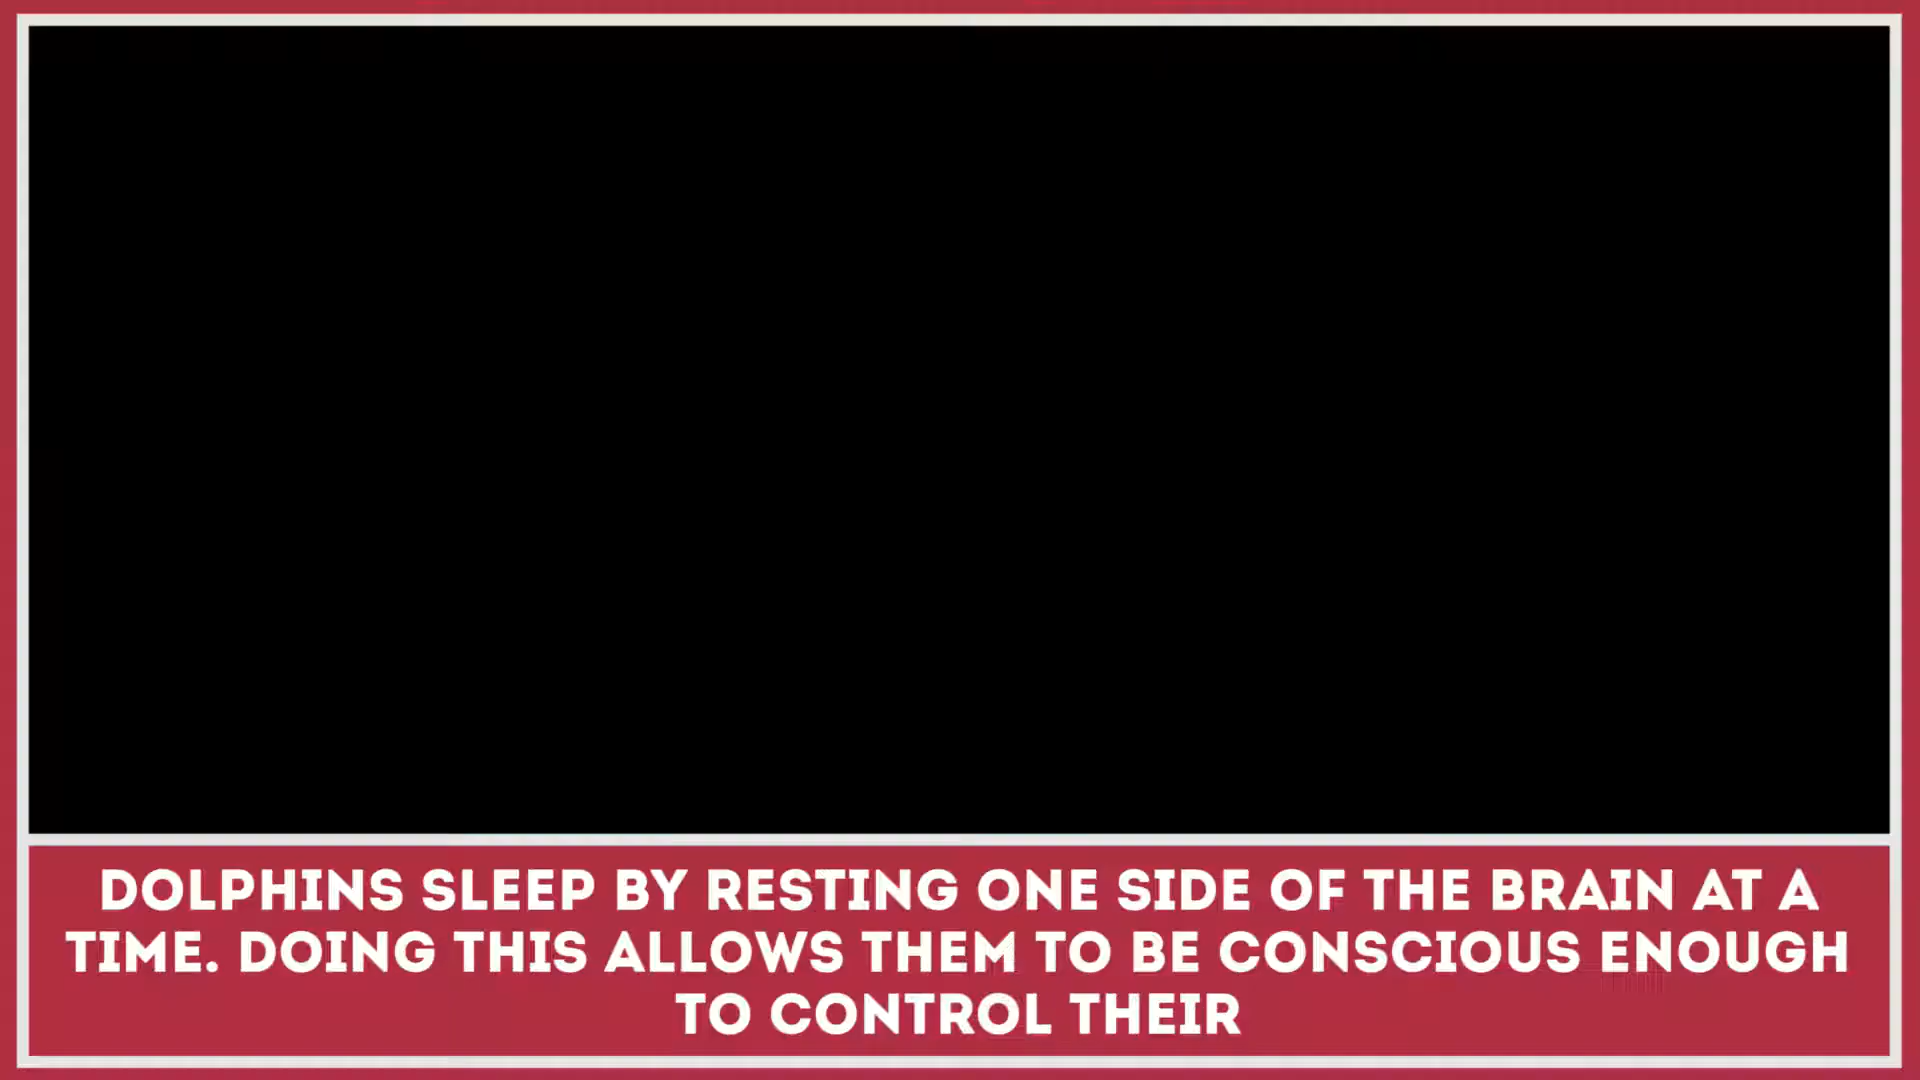 DOLPHINS SLEEP BY RESTING ONE SIDE OF THE BRAIN AT A
TIME. DOING THIS ALLOWS THEM TO BE CONSCIOUS ENOUGH
TO CONTROL THEIR